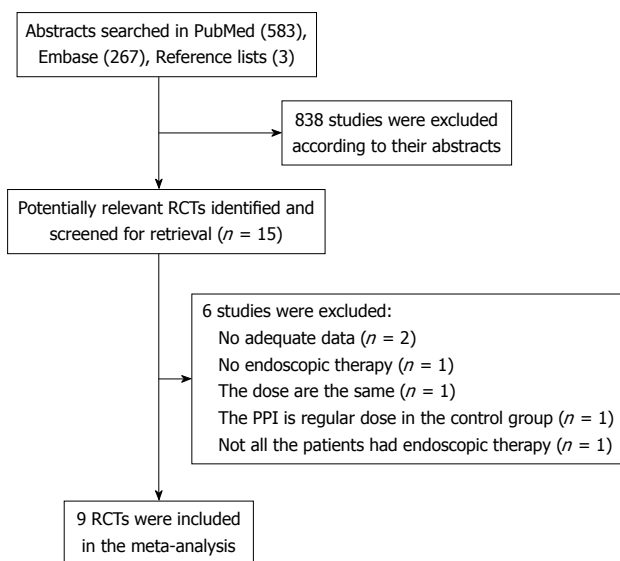 Abstracts searched in PubMed (583),
Embase (267), Reference lists (3)
838 studies were excluded
according to their abstracts
Potentially relevant RCTs identified and
screened for retrieval (n = 15)
6 studies were excluded:
No adequate data (n = 2)
No endoscopic therapy (n = 1)
The dose are the same (n = 1)
The PPI is regular dose in the control group (n = 1)
Not all the patients had endoscopic therapy (n = 1)
9 RCTs were included
in the meta-analysis